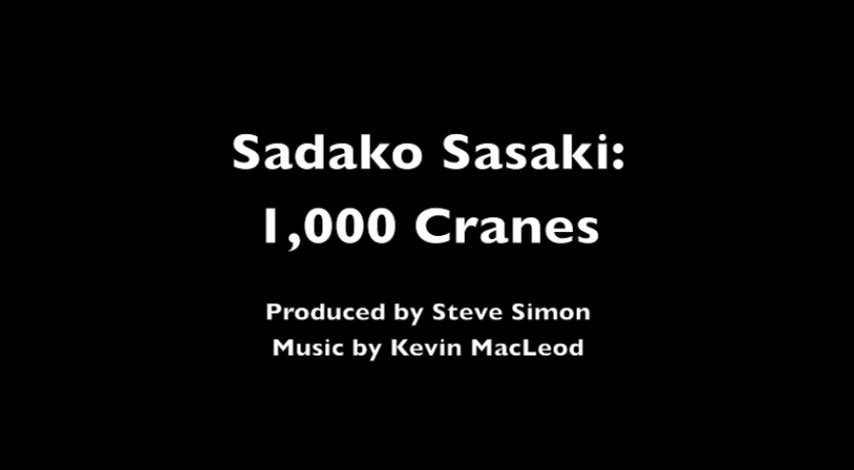 Sadako Sasaki:
1,000 Cranes
Produced by Steve Simon
Music by Kevin MacLeod